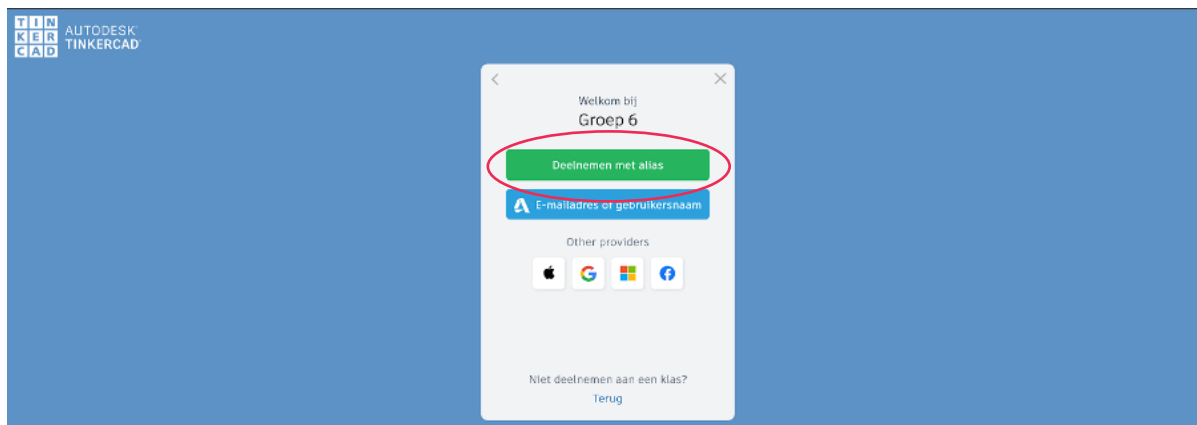 TIN
KER
CAD
AUTODESK
TINKERCAD
Welkom bij
Groep 6
Deelnemen met alias
E-mailadres of gebruikersnaam
Other providers
Niet deelnemen aan een klas?
Terug